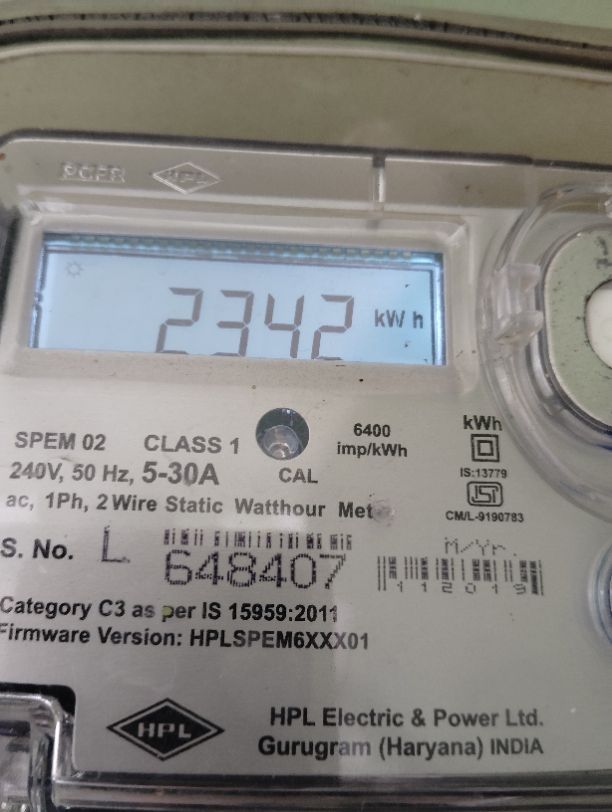 HPL
2342 kWh
SPEM 02 CLASS 1 6400 imp/kWh kWh
240V, 50 Hz, 5-30A CAL IS:13779
ac, 1Ph, 2 Wire Static Watthour Met
ISI
CM/L-9190783
S. No. L 648407
M/Yr.
112019
Category C3 as per IS 15959:2011
Firmware Version: HPLSPEM6XXX01
HPL
HPL Electric & Power Ltd.
Gurugram (Haryana) INDIA